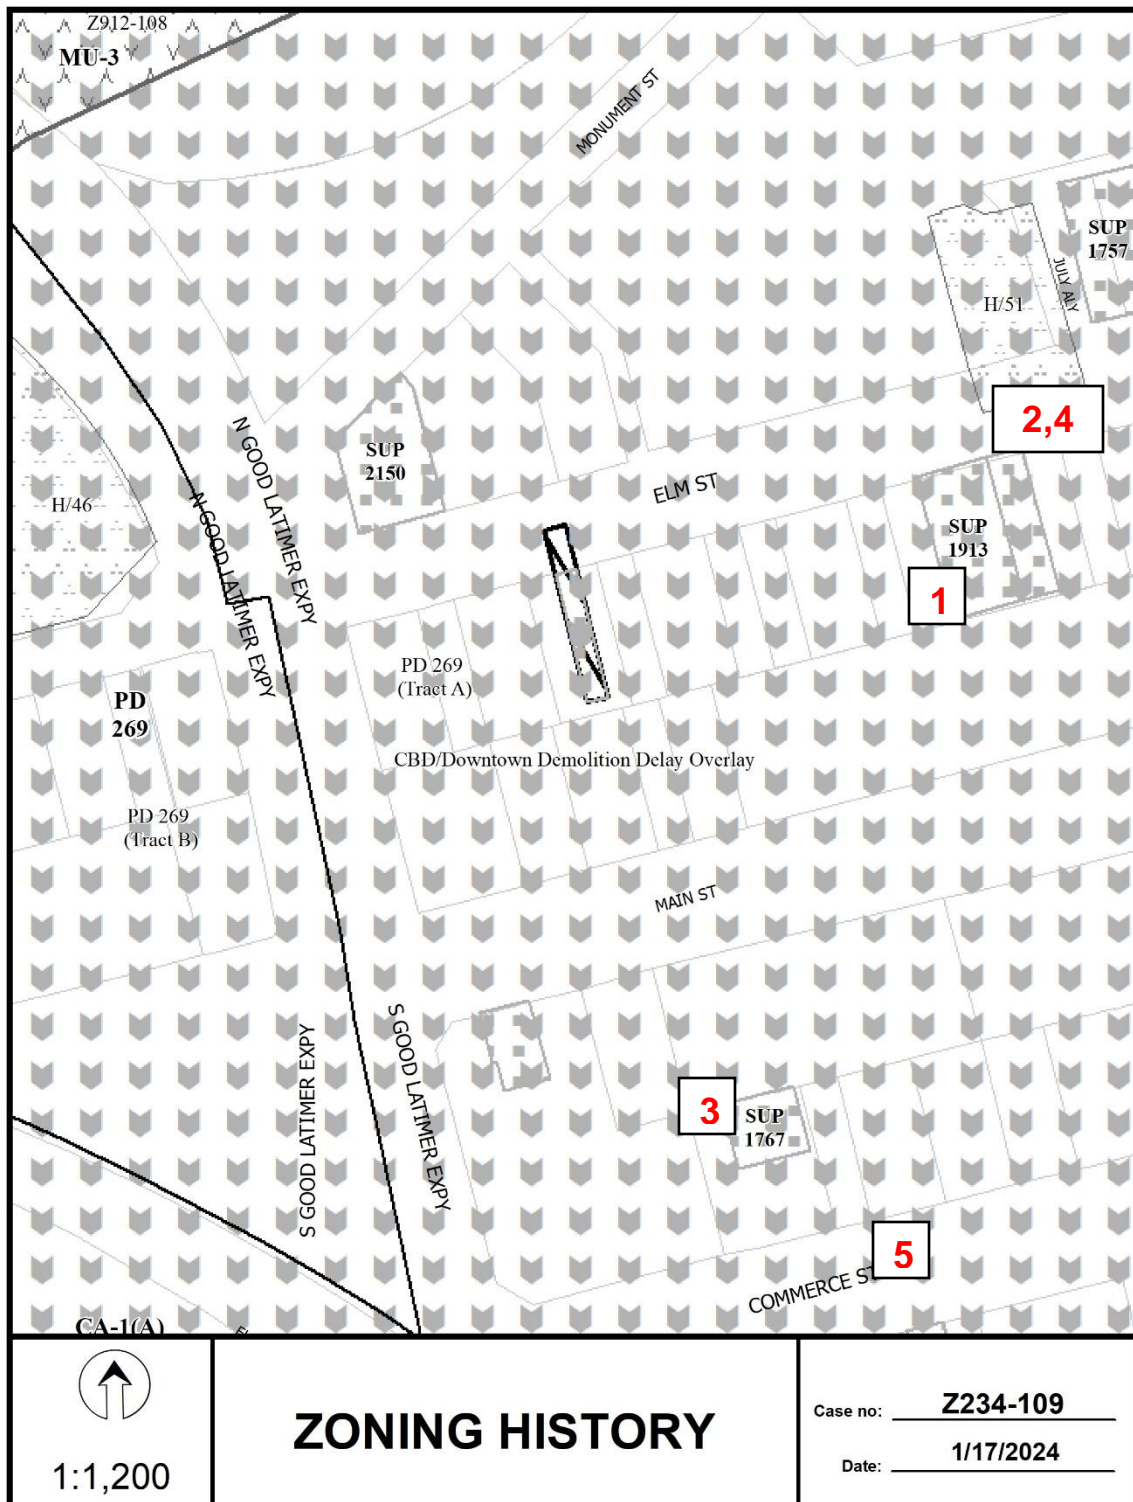 Z912-108
MU-3
MONUMENT ST
SUP
1757
JULY ALY
H/51
2,4
N GOOD LATIMER EXPY
SUP
2150
ELM ST
H/46
N GOOD LATIMER EXPY
SUP
1913
1
PD 269
(Tract A)
PD
269
CBD/Downtown Demolition Delay Overlay
PD 269
(Tract B)
MAIN ST
S GOOD LATIMER EXPY
S GOOD LATIMER EXPY
3
SUP
1767
5
COMMERCE ST
CA-1(A)
1:1,200
ZONING HISTORY
Case no: Z234-109
Date: 1/17/2024